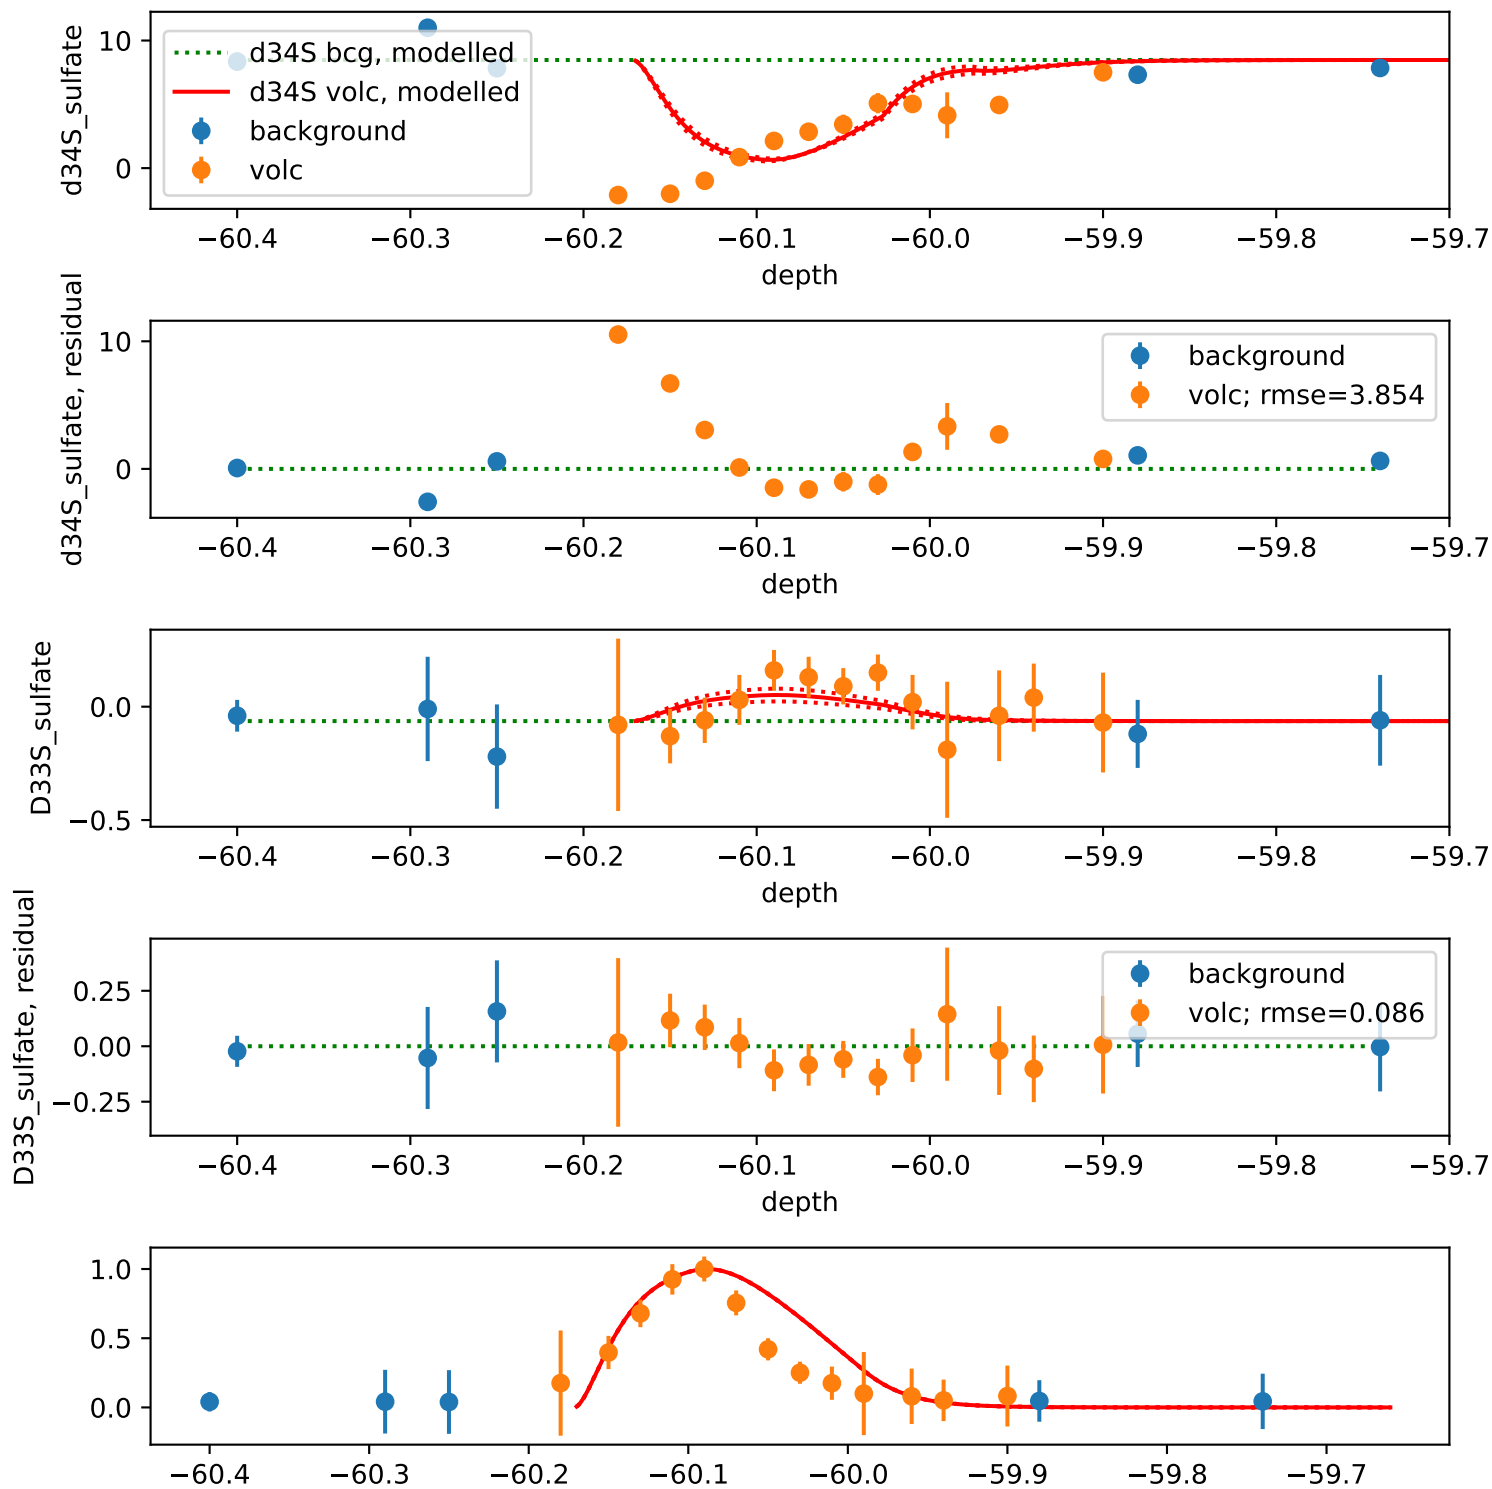 d34S_sulfate
10
0
d34S bcg, modelled
d34S volc, modelled
background
volc
−60.4 −60.3 −60.2 −60.1 −60.0 −59.9 −59.8 −59.7
depth
d34S_sulfate, residual
10
0
background
volc; rmse=3.854
−60.4 −60.3 −60.2 −60.1 −60.0 −59.9 −59.8 −59.7
depth
D33S_sulfate
0.0
−0.5
−60.4 −60.3 −60.2 −60.1 −60.0 −59.9 −59.8 −59.7
depth
D33S_sulfate, residual
0.25
0.00
−0.25
background
volc; rmse=0.086
−60.4 −60.3 −60.2 −60.1 −60.0 −59.9 −59.8 −59.7
depth
1.0
0.5
0.0
−60.4 −60.3 −60.2 −60.1 −60.0 −59.9 −59.8 −59.7